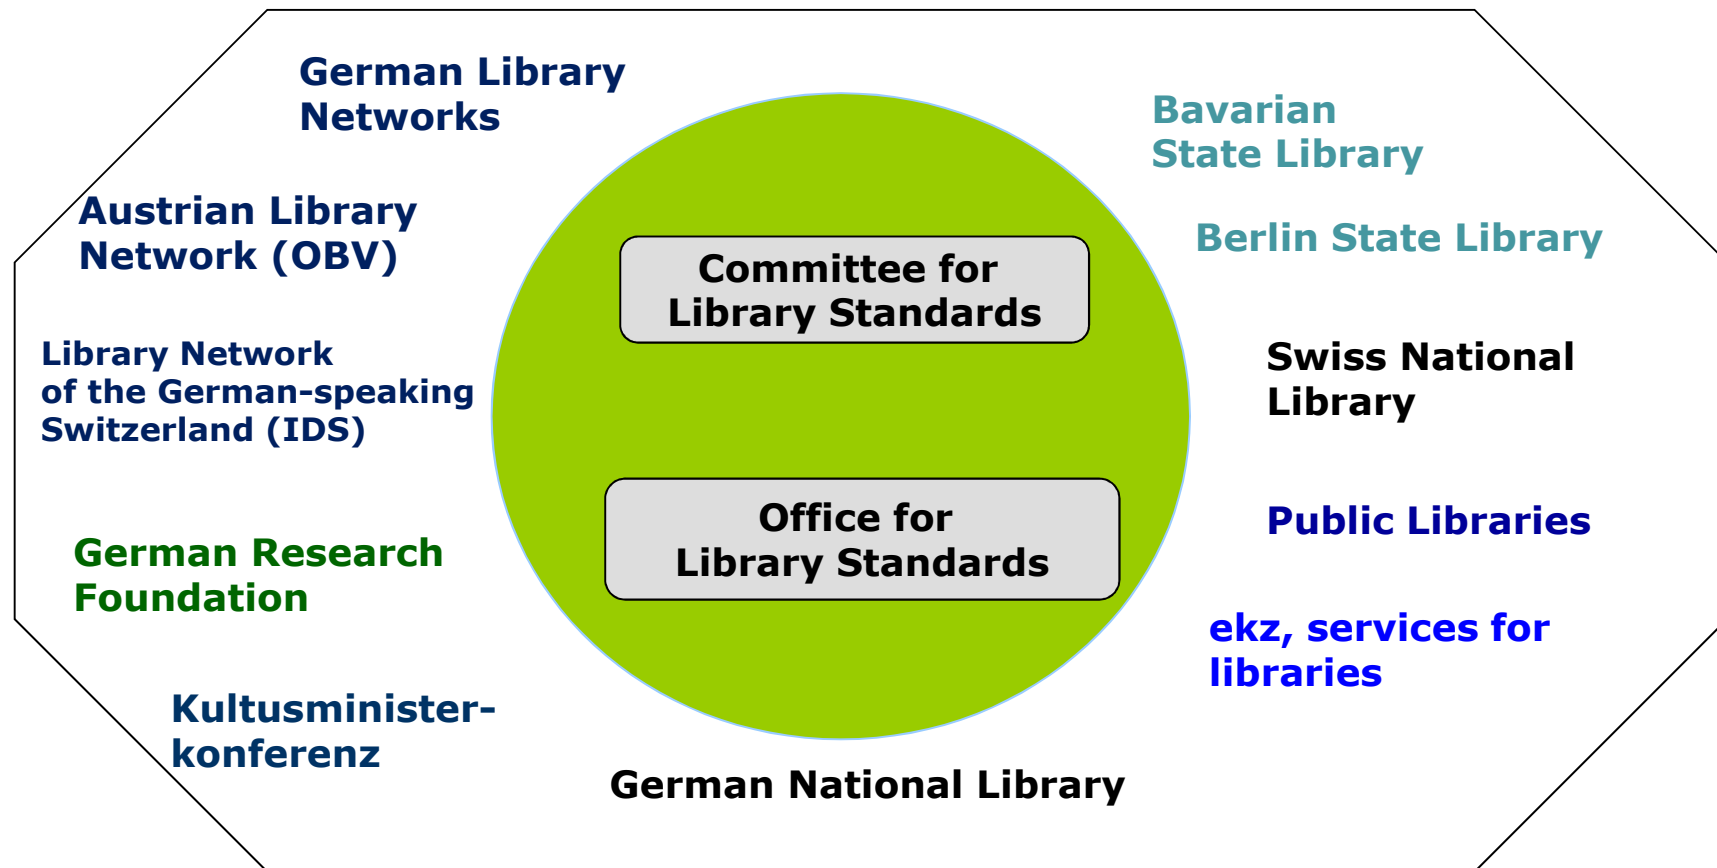 German Library
Networks
Austrian Library
Network (OBV)
Library Network
of the German-speaking
Switzerland (IDS)
German Research
Foundation
Kultusminister-
konferenz
Committee for
Library Standards
Office for
Library Standards
German National Library
Bavarian
State Library
Berlin State Library
Swiss National
Library
Public Libraries
ekz, services for
libraries